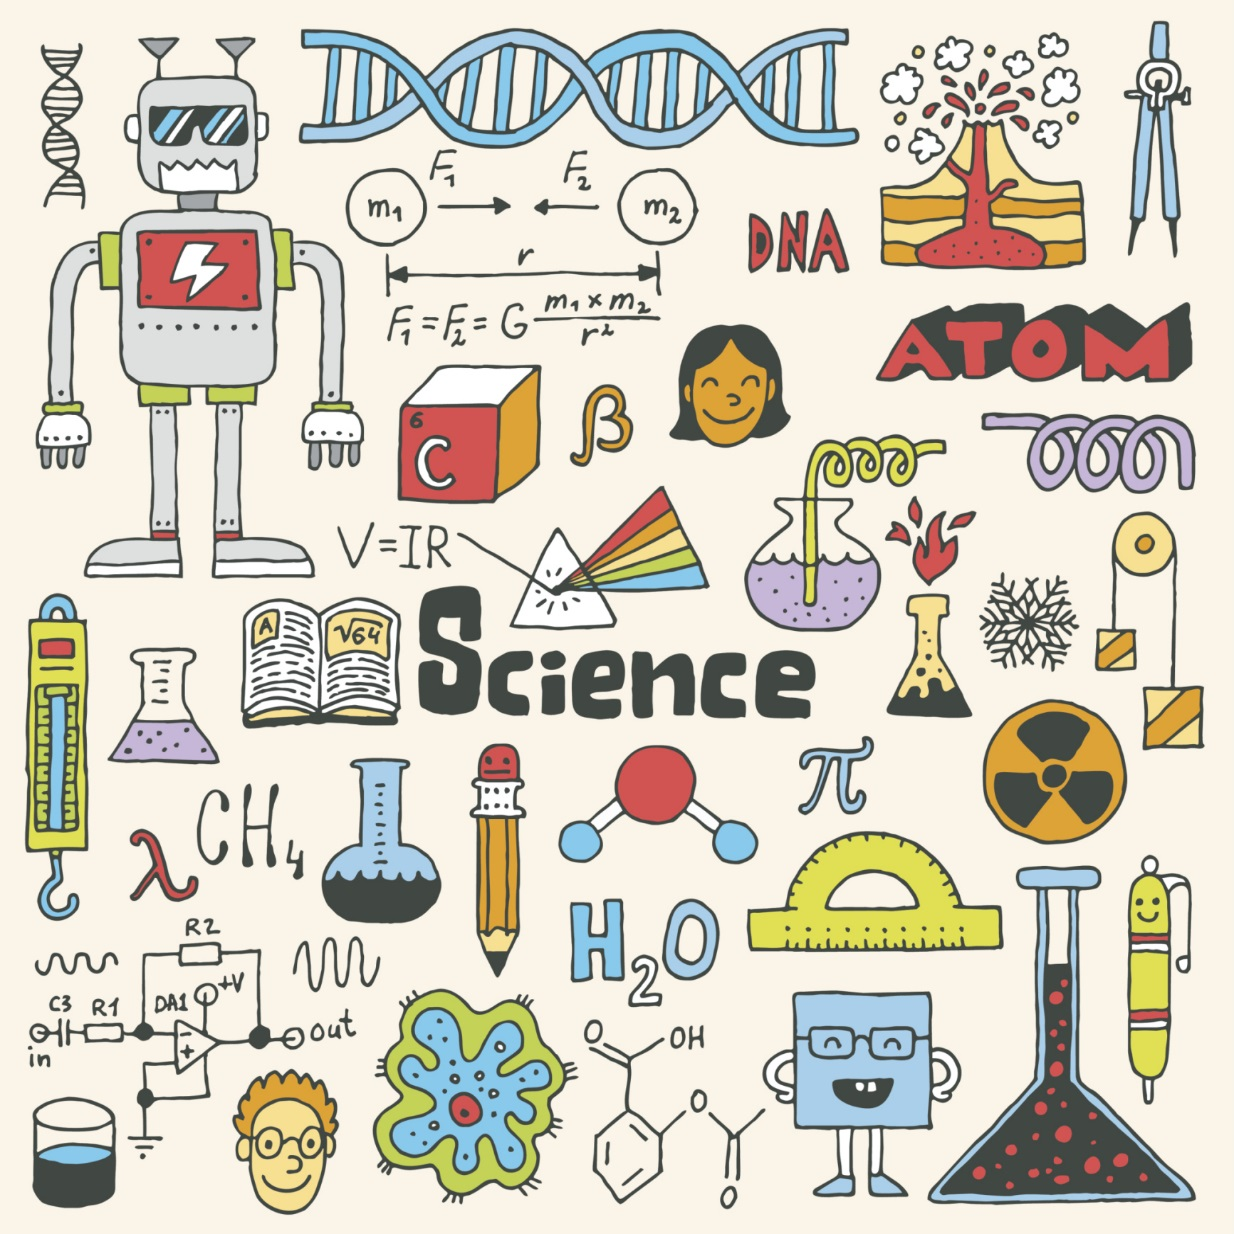 F₁
F₂
m₁
m₂
r
F₁=F₂= G m₁ x m₂
r²
DNA
ATOM
6
C
β
V=IR
A
√64
Science
π
λ
CH₄
H₂O
R2
C3
R1
DA1
+V
in
-
+
out
O
OH
O
O